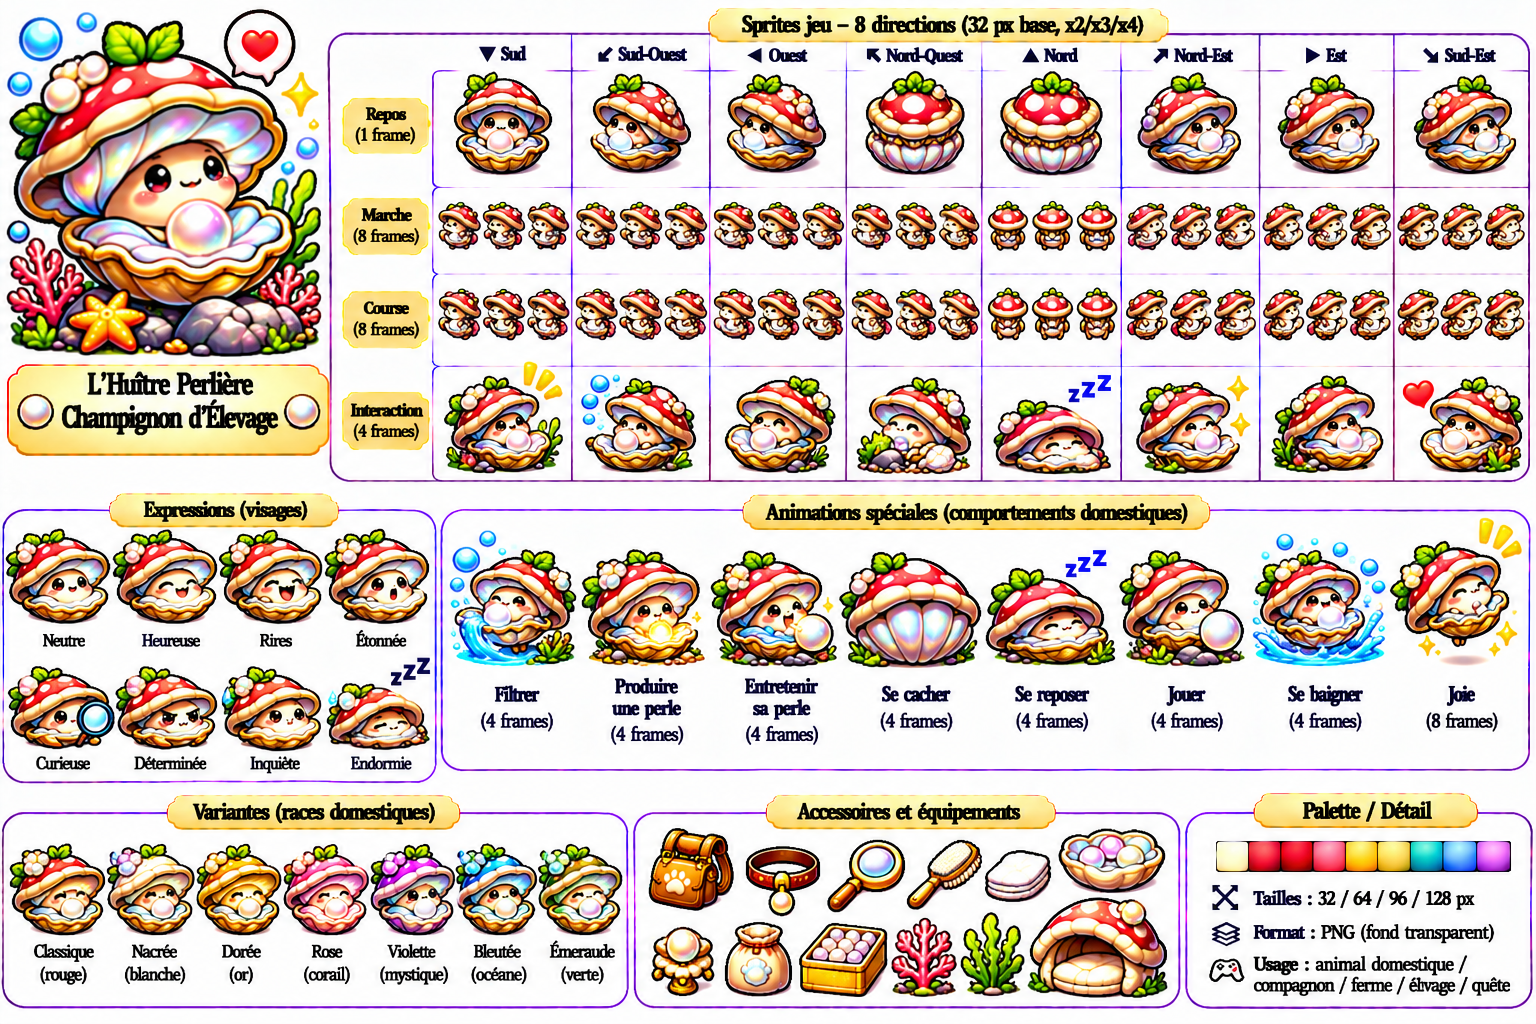 Sprites jeu – 8 directions (32 px base, x2/x3/x4)
▼ Sud
↙ Sud-Ouest
◀ Ouest
↖ Nord-Quest
▲ Nord
↗ Nord-Est
▶ Est
↘ Sud-Est
Repos
(1 frame)
Marche
(8 frames)
Course
(8 frames)
Interaction
(4 frames)
zzZ
L'Huître Perlière
Champignon d'Élevage
Expressions (visages)
Neutre
Heureuse
Rires
Étonnée
zzZ
Curieuse
Déterminée
Inquiète
Endormie
Animations spéciales (comportements domestiques)
zzZ
Filtrer
(4 frames)
Produire
une perle
(4 frames)
Entretenir
sa perle
(4 frames)
Se cacher
(4 frames)
Se reposer
(4 frames)
Jouer
(4 frames)
Se baigner
(4 frames)
Joie
(8 frames)
Variantes (races domestiques)
Classique
(rouge)
Nacrée
(blanche)
Dorée
(or)
Rose
(corail)
Violette
(mystique)
Bleutée
(océane)
Émeraude
(verte)
Accessoires et équipements
Palette / Détail
Tailles : 32 / 64 / 96 / 128 px
Format : PNG (fond transparent)
Usage : animal domestique /
compagnon / ferme / élvage / quête